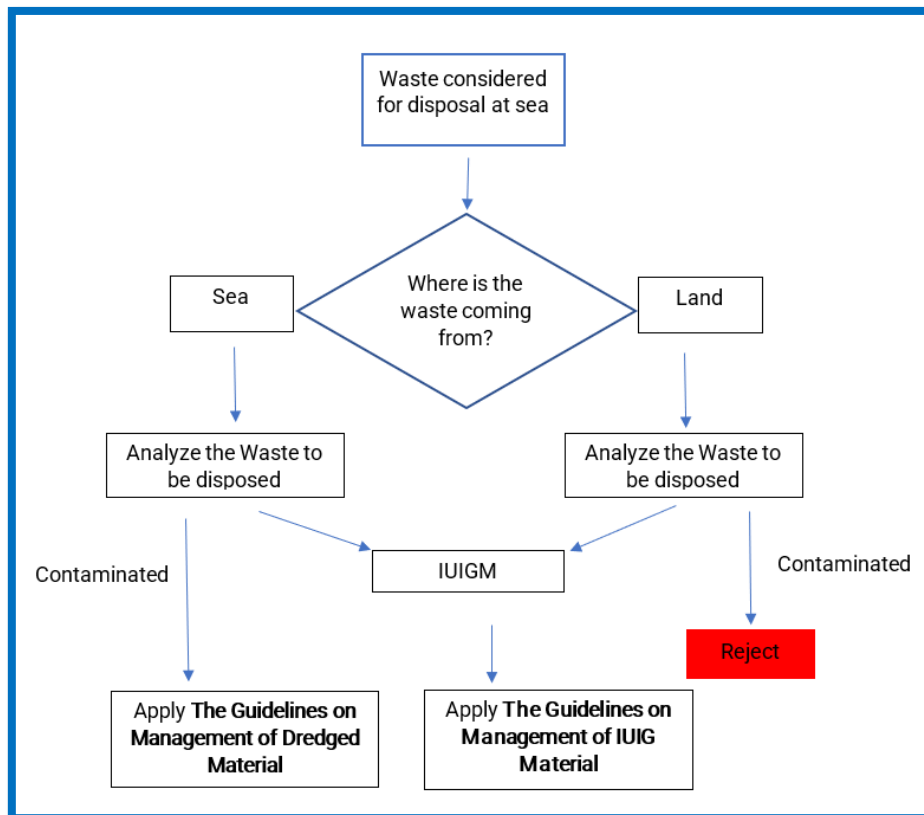 Waste considered
for disposal at sea
Where is the
waste coming
from?
Sea
Land
Analyze the Waste to
be disposed
Analyze the Waste to
be disposed
Contaminated
IUIGM
Contaminated
Reject
Apply The Guidelines on
Management of Dredged
Material
Apply The Guidelines on
Management of IUIG
Material